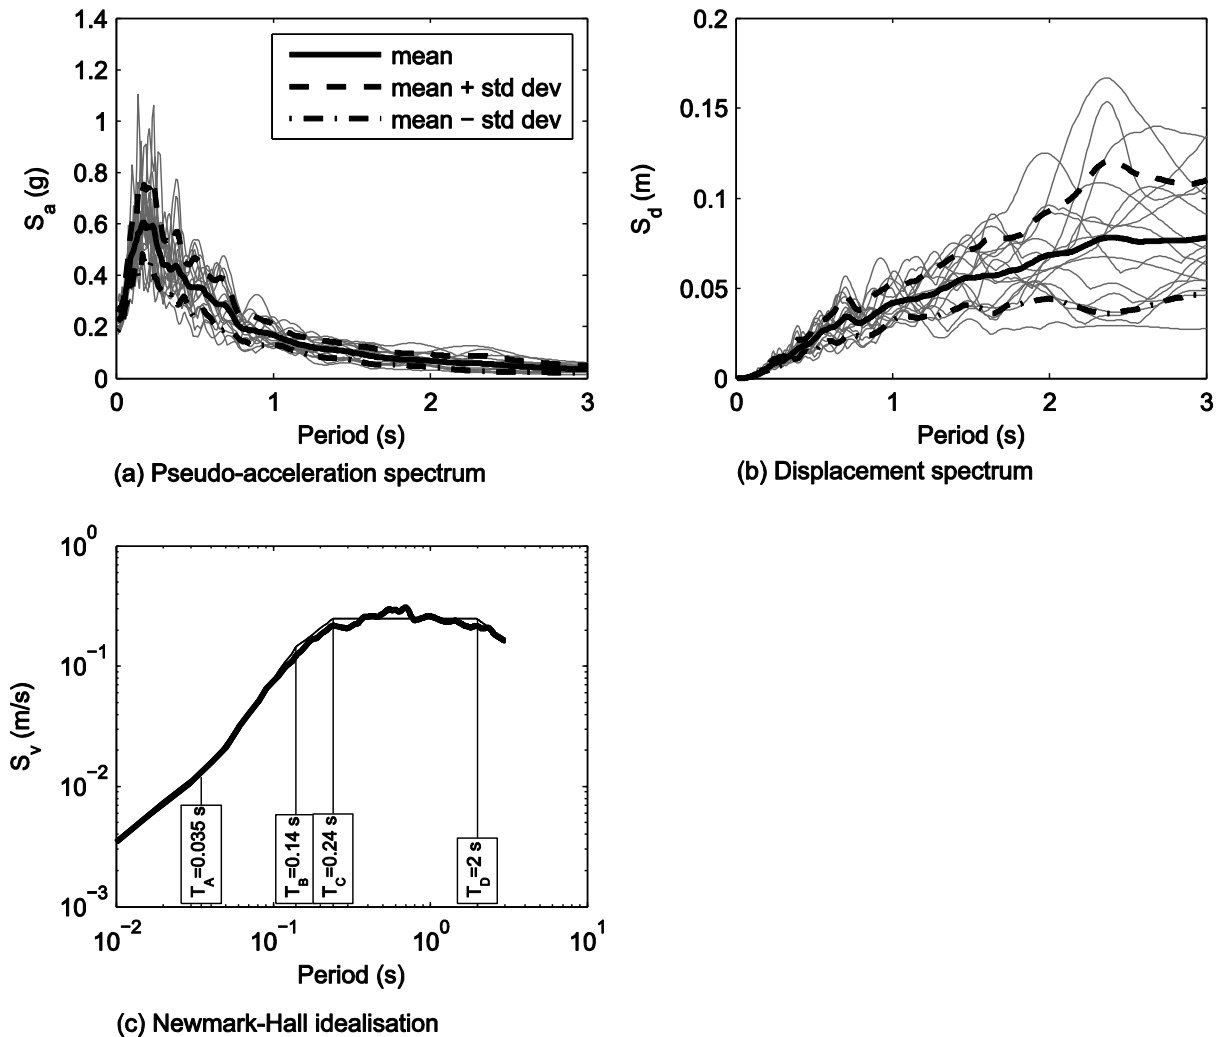 1.4
1.2
1
0.8
0.6
0.4
0.2
0
S_a (g)
mean
mean + std dev
mean − std dev
0 1 2 3
Period (s)
(a) Pseudo-acceleration spectrum
0.2
0.15
0.1
0.05
0
S_d (m)
0 1 2 3
Period (s)
(b) Displacement spectrum
10^0
10^−1
10^−2
10^−3
S_v (m/s)
T_A=0.035 s
T_B=0.14 s
T_C=0.24 s
T_D=2 s
10^−2 10^−1 10^0 10^1
Period (s)
(c) Newmark-Hall idealisation